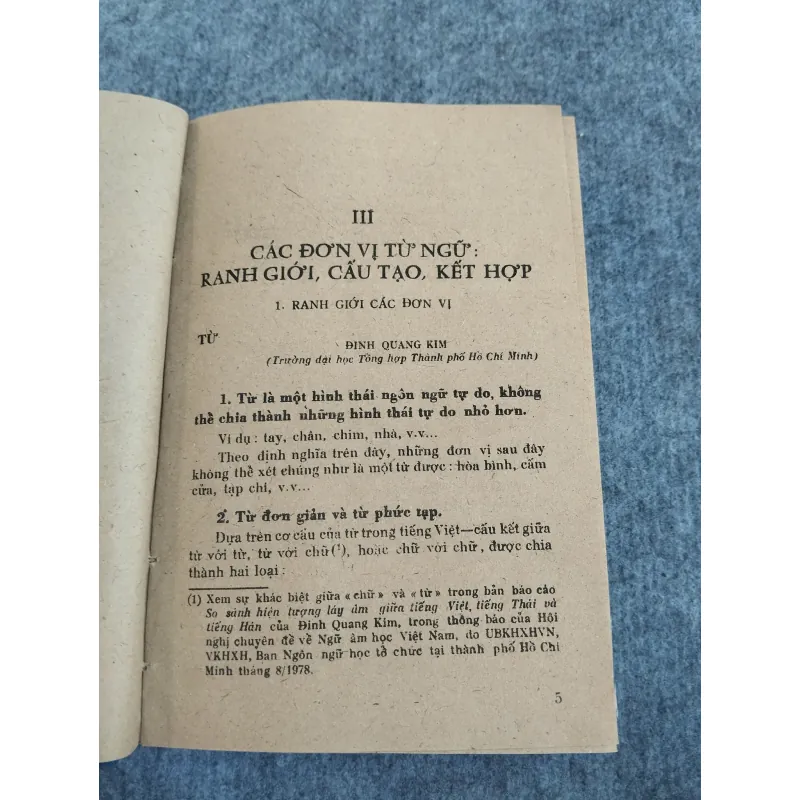 III
CÁC ĐƠN VỊ TỪ NGỮ:
RANH GIỚI, CẤU TẠO, KẾT HỢP
1. RANH GIỚI CÁC ĐƠN VỊ
TỪ
ĐINH QUANG KIM
(Trường đại học Tổng hợp Thành phố Hồ Chí Minh)
1. Từ là một hình thái ngôn ngữ tự do, không
thể chia thành những hình thái tự do nhỏ hơn.
Ví dụ : tay, chân, chim, nhà, v.v...
Theo định nghĩa trên đây, những đơn vị sau đây
không thể xét chúng như là một từ được : hòa bình, cấm
cửa, tạp chí, v.v...
2. Từ đơn giản và từ phức tạp.
Dựa trên cơ cấu của từ trong tiếng Việt—cấu kết giữa
từ với từ, từ với chữ(¹), hoặc chữ với chữ, được chia
thành hai loại :
(1) Xem sự khác biệt giữa «chữ» và «từ» trong bản báo cáo
So sánh hiện tượng láy âm giữa tiếng Việt, tiếng Thái và
tiếng Hán của Đinh Quang Kim, trong thông báo của Hội
nghị chuyên đề về Ngữ âm học Việt Nam, do UBKHXHVN,
VKHXH, Ban Ngôn ngữ học tổ chức tại thành phố Hồ Chí
Minh tháng 8/1978.
5